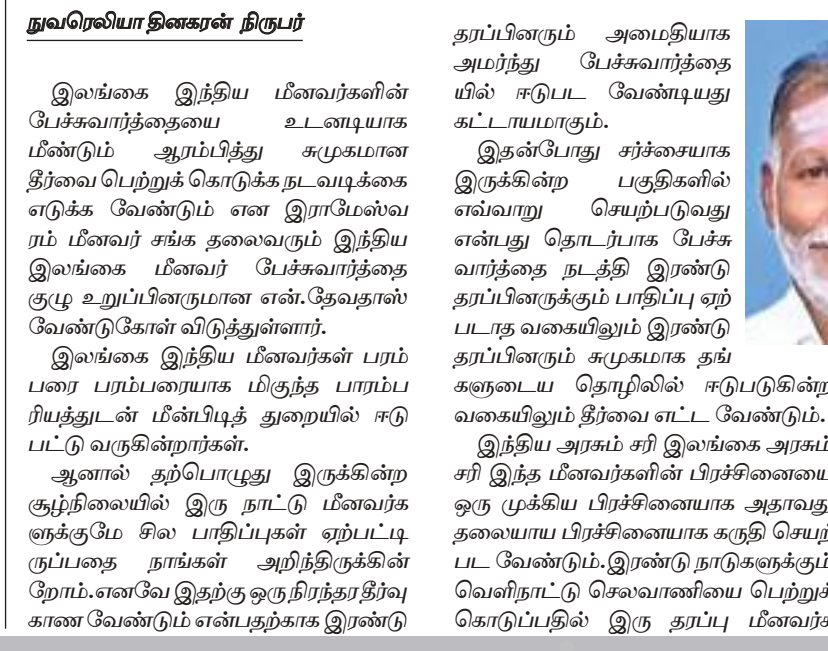 நுவரெலியா தினகரன் நிருபர்
இலங்கை இந்திய மீனவர்களின்
பேச்சுவார்த்தையை உடனடியாக
மீண்டும் ஆரம்பித்து சுமுகமான
தீர்வை பெற்றுக் கொடுக்க நடவடிக்கை
எடுக்க வேண்டும் என இராமேஸ்வ
ரம் மீனவர் சங்க தலைவரும் இந்திய
இலங்கை மீனவர் பேச்சுவார்த்தை
குழு உறுப்பினருமான என்.தேவதாஸ்
வேண்டுகோள் விடுத்துள்ளார்.
இலங்கை இந்திய மீனவர்கள் பரம்
பரை பரம்பரையாக மிகுந்த பாரம்ப
ரியத்துடன் மீன்பிடித் துறையில் ஈடு
பட்டு வருகின்றார்கள்.
ஆனால் தற்பொழுது இருக்கின்ற
சூழ்நிலையில் இரு நாட்டு மீனவர்க
ளுக்குமே சில பாதிப்புகள் ஏற்பட்டி
ருப்பதை நாங்கள் அறிந்திருக்கின்
றோம்.எனவே இதற்கு ஒரு நிரந்தர தீர்வு
காண வேண்டும் என்பதற்காக இரண்டு
தரப்பினரும் அமைதியாக
அமர்ந்து பேச்சுவார்த்தை
யில் ஈடுபட வேண்டியது
கட்டாயமாகும்.
இதன்போது சர்ச்சையாக
இருக்கின்ற பகுதிகளில்
எவ்வாறு செயற்படுவது
என்பது தொடர்பாக பேச்சு
வார்த்தை நடத்தி இரண்டு
தரப்பினருக்கும் பாதிப்பு ஏற்
படாத வகையிலும் இரண்டு
தரப்பினரும் சுமுகமாக தங்
களுடைய தொழிலில் ஈடுபடுகின்ற
வகையிலும் தீர்வை எட்ட வேண்டும்.
இந்திய அரசும் சரி இலங்கை அரசும்
சரி இந்த மீனவர்களின் பிரச்சினையை
ஒரு முக்கிய பிரச்சினையாக அதாவது
தலையாய பிரச்சினையாக கருதி செயற்
பட வேண்டும்.இரண்டு நாடுகளுக்கும்
வெளிநாட்டு செலவாணியை பெற்றுக்
கொடுப்பதில் இரு தரப்பு மீனவர்க